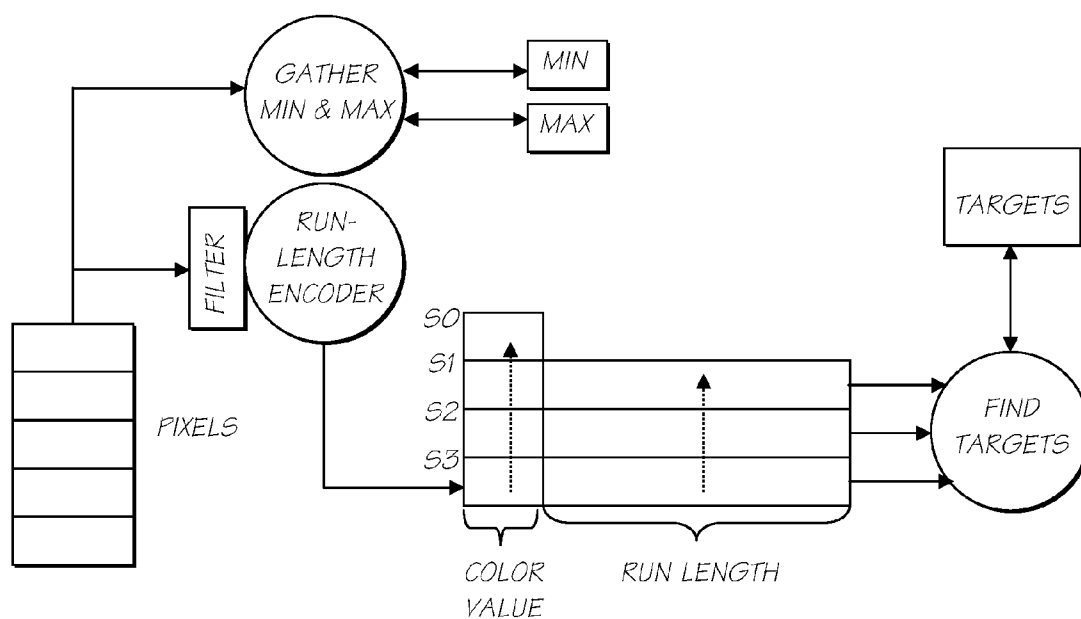 GATHER
MIN & MAX
MIN
MAX
TARGETS
FILTER
RUN-
LENGTH
ENCODER
S0
S1
S2
S3
PIXELS
FIND
TARGETS
COLOR
VALUE
RUN LENGTH